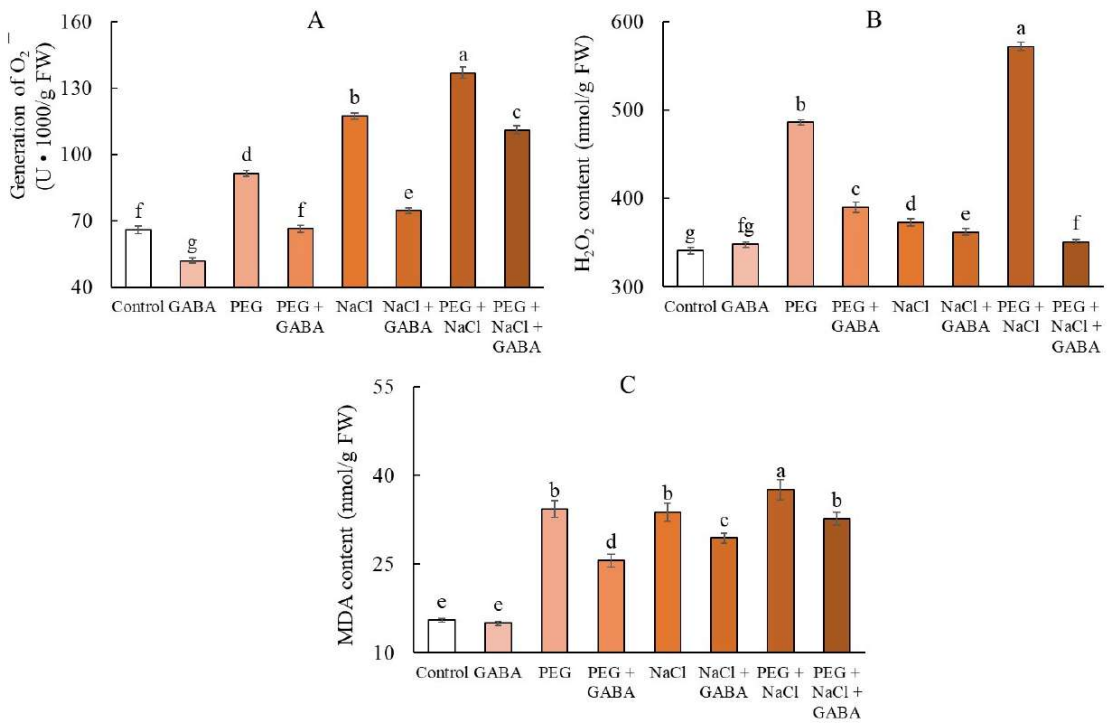 A
Generation of O₂¯
(U • 1000/g FW)
160
130
100
70
40
f
g
d
f
b
e
a
c
Control GABA PEG PEG + NaCl NaCl + PEG + PEG +
GABA GABA NaCl NaCl +
GABA
B
H₂O₂ content (nmol/g FW)
600
500
400
300
g
fg
b
c
d
e
a
f
Control GABA PEG PEG + NaCl NaCl + PEG + PEG +
GABA GABA + NaCl NaCl +
GABA
C
MDA content (nmol/g FW)
55
40
25
10
e
e
b
d
b
c
a
b
Control GABA PEG PEG + NaCl NaCl + PEG + PEG +
GABA GABA NaCl NaCl +
GABA